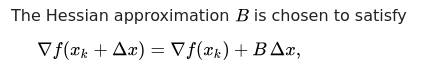 The Hessian approximation B is chosen to satisfy
∇f(xₖ + Δx) = ∇f(xₖ) + B Δx,